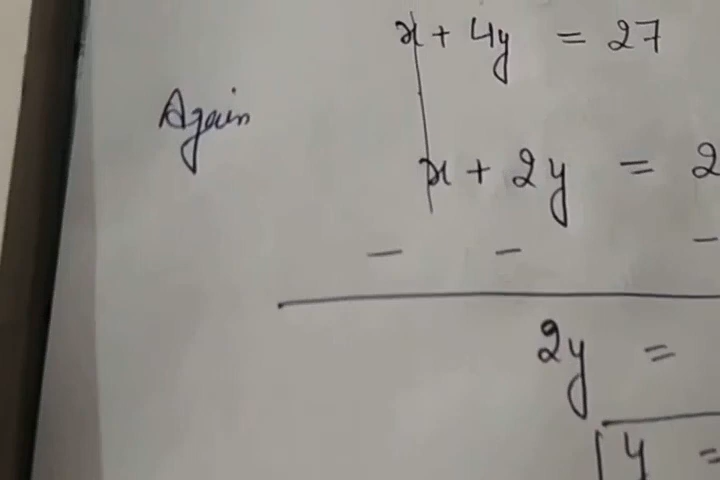 x + 4y = 27
Again
x + 2y = 2
- - -
2y =
y =